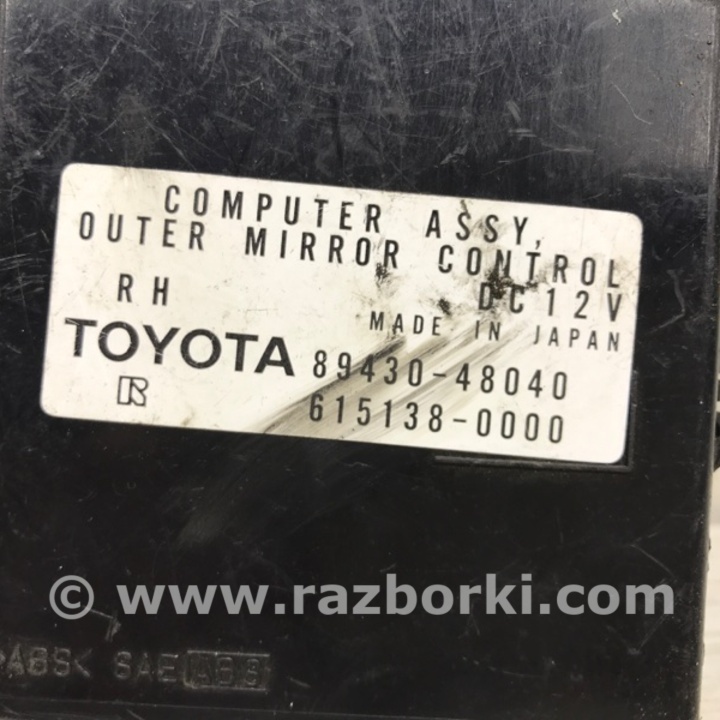 COMPUTER ASSY,
OUTER MIRROR CONTROL
RH DC12V
MADE IN JAPAN
TOYOTA 89430-48040
R 615138-0000
© www.razborki.com
>ABS< SAE ABS